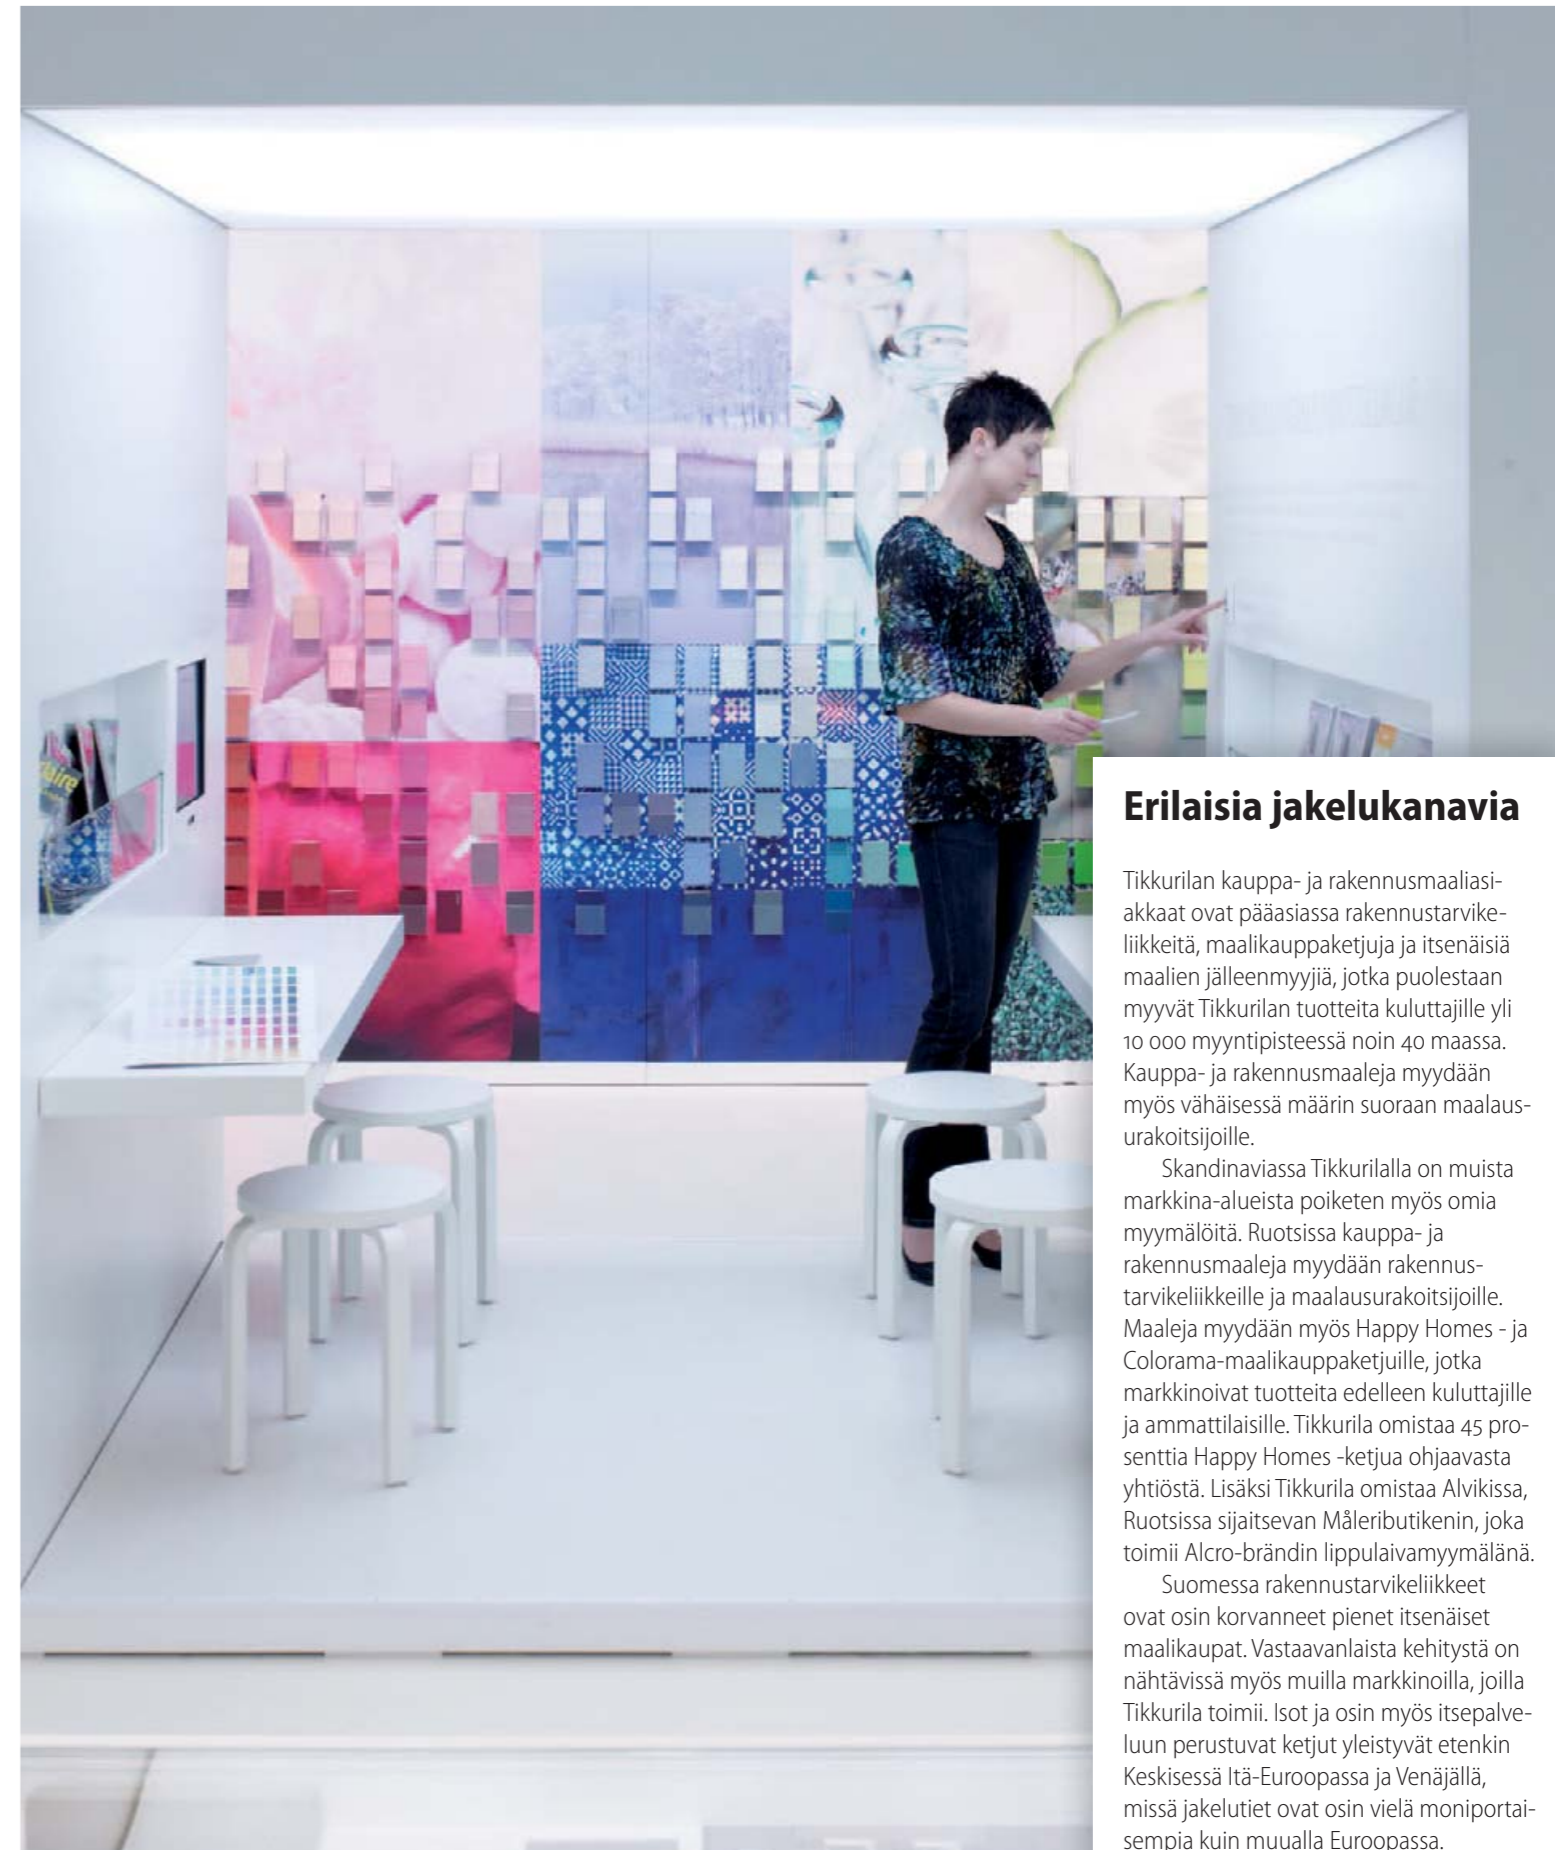 aire
Erilaisia jakelukanavia
Tikkurilan kauppa- ja rakennusmaaliasi-
akkaat ovat pääasiassa rakennustarvike-
liikkeitä, maalikauppaketjuja ja itsenäisiä
maalien jälleenmyyjiä, jotka puolestaan
myyvät Tikkurilan tuotteita kuluttajille yli
10 000 myyntipisteessä noin 40 maassa.
Kauppa- ja rakennusmaaleja myydään
myös vähäisessä määrin suoraan maalaus-
urakoitsijoille.
Skandinaviassa Tikkurilalla on muista
markkina-alueista poiketen myös omia
myymälöitä. Ruotsissa kauppa- ja
rakennusmaaleja myydään rakennus-
tarvikeliikkeille ja maalausurakoitsijoille.
Maaleja myydään myös Happy Homes - ja
Colorama-maalikauppaketjuille, jotka
markkinoivat tuotteita edelleen kuluttajille
ja ammattilaisille. Tikkurila omistaa 45 pro-
senttia Happy Homes -ketjua ohjaavasta
yhtiöstä. Lisäksi Tikkurila omistaa Alvikissa,
Ruotsissa sijaitsevan Måleributikenin, joka
toimii Alcro-brändin lippulaivamyymälänä.
Suomessa rakennustarvikeliikkeet
ovat osin korvanneet pienet itsenäiset
maalikaupat. Vastaavanlaista kehitystä on
nähtävissä myös muilla markkinoilla, joilla
Tikkurila toimii. Isot ja osin myös itsepalve-
luun perustuvat ketjut yleistyvät etenkin
Keskisessä Itä-Euroopassa ja Venäjällä,
missä jakelutiet ovat osin vielä moniportai-
sempia kuin muualla Euroopassa.